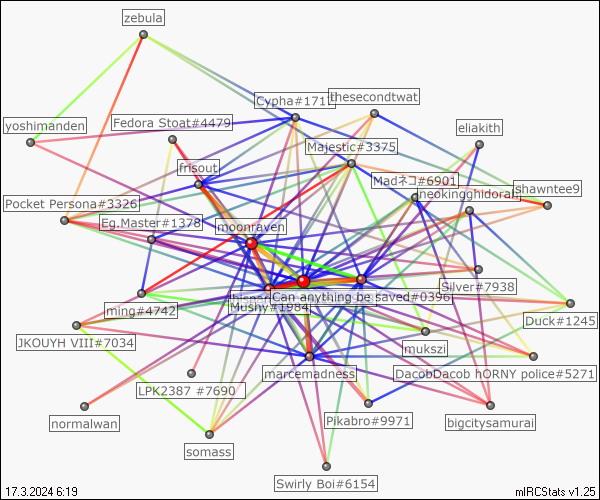 zebula
Cypha#171
thesecondtwat
yoshimanden
Fedora Stoat#4479
eliakith
Majestic#3375
frisout
Madネコ#6901
neokingghidorah
shawntee9
Pocket Persona#3326
Eg.Master#1378
moonraven
Silver#7938
Can anything be saved#0396
ming#4742
Mushy#1984
Duck#1245
JKOUYH VIII#7034
mukszi
marcemadness
DacobDacob hORNY police#5271
LPK2387 #7690
normalwan
Pikabro#9971
bigcitysamurai
somass
Swirly Boi#6154
17.3.2024 6:19
mIRCStats v1.25